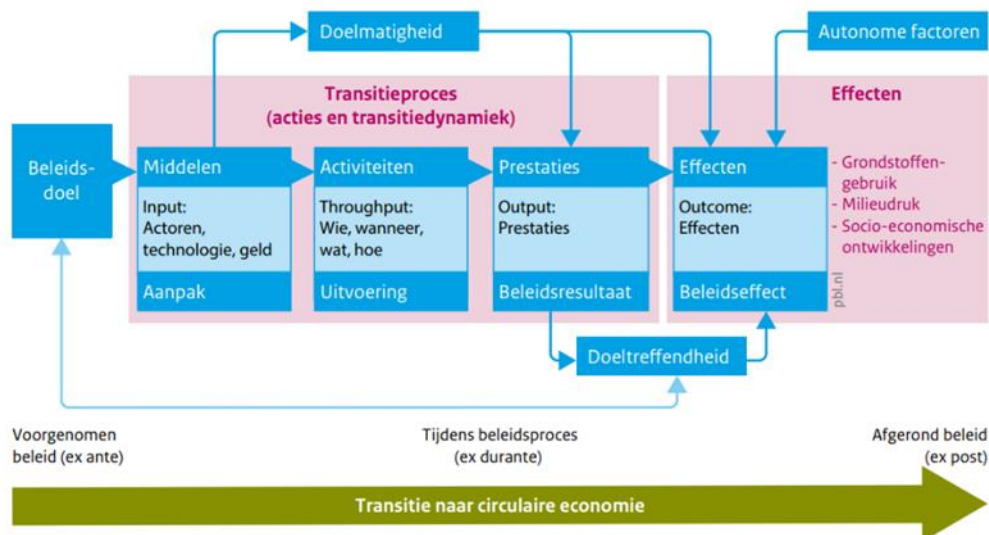 Doelmatigheid
Autonome factoren
Transitieproces
(acties en transitiedynamiek)
Effecten
Beleids-
doel
Middelen
Input:
Actoren,
technologie, geld
Aanpak
Activiteiten
Throughput:
Wie, wanneer,
wat, hoe
Uitvoering
Prestaties
Output:
Prestaties
Beleidsresultaat
Effecten
Outcome:
Effecten
Beleidseffect
- Grondstoffen-
gebruik
- Milieudruk
- Socio-economische
ontwikkelingen
pbl.nl
Doeltreffendheid
Voorgenomen
beleid (ex ante)
Tijdens beleidsproces
(ex durante)
Afgerond beleid
(ex post)
Transitie naar circulaire economie